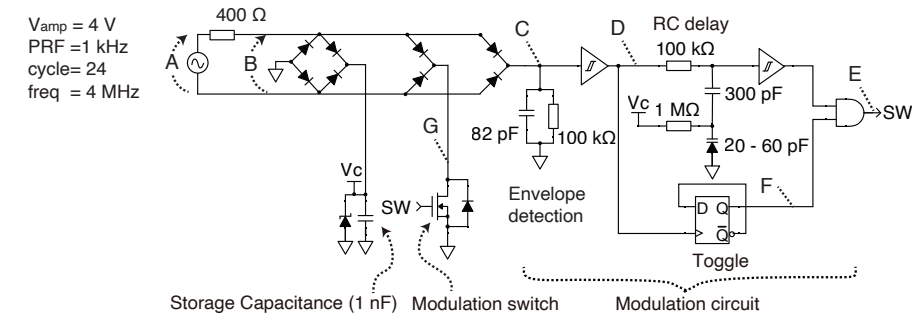 Vamp = 4 V
PRF =1 kHz
cycle= 24
freq = 4 MHz
400 Ω
A
B
C
D
RC delay
100 kΩ
E
SW
G
82 pF
100 kΩ
Vc
1 MΩ
300 pF
20 - 60 pF
F
Envelope
detection
Vc
SW
D Q
Q
Toggle
Storage Capacitance (1 nF)
Modulation switch
Modulation circuit